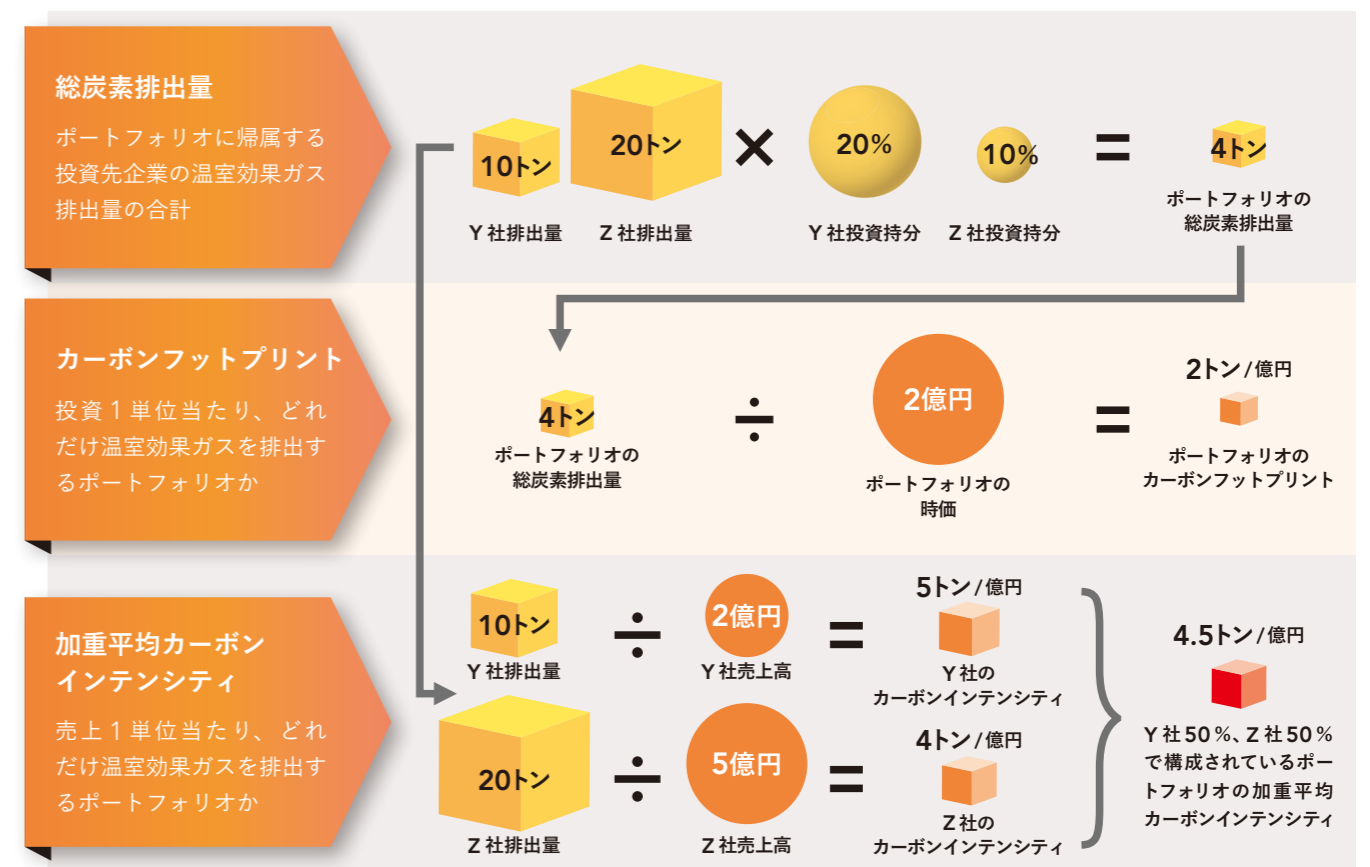 総炭素排出量
ポートフォリオに帰属する
投資先企業の温室効果ガス
排出量の合計
10トン
20トン
×
20%
10%
=
4トン
Y 社排出量
Z 社排出量
Y 社投資持分
Z 社投資持分
ポートフォリオの
総炭素排出量
カーボンフットプリント
投資1単位当たり、どれ
だけ温室効果ガスを排出す
るポートフォリオか
4トン
ポートフォリオの
総炭素排出量
÷
2億円
ポートフォリオの
時価
=
2トン/億円
ポートフォリオの
カーボンフットプリント
加重平均カーボン
インテンシティ
売上1単位当たり、どれ
だけ温室効果ガスを排出す
るポートフォリオか
10トン
Y 社排出量
÷
2億円
Y 社売上高
=
5トン/億円
Y 社の
カーボンインテンシティ
20トン
Z 社排出量
÷
5億円
Z 社売上高
=
4トン/億円
Z 社の
カーボンインテンシティ
4.5トン/億円
Y 社50%、Z 社50%
で構成されているポー
トフォリオの加重平均
カーボンインテンシティ